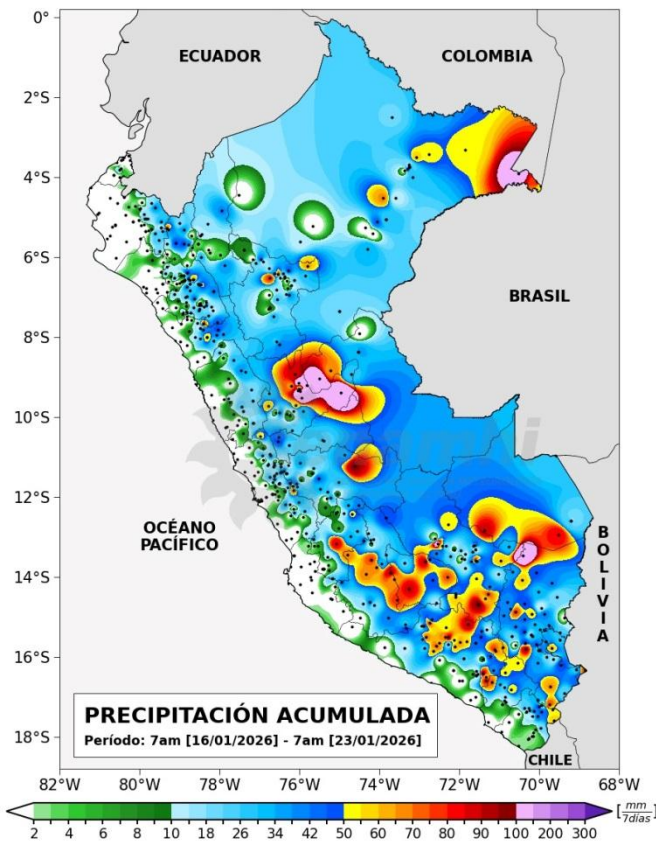 0°
ECUADOR
COLOMBIA
2°S
4°S
6°S
BRASIL
8°S
10°S
senamhi
12°S
OCÉANO
PACÍFICO
BOLIVIA
14°S
16°S
PRECIPITACIÓN ACUMULADA
Período: 7am [16/01/2026] - 7am [23/01/2026]
18°S
CHILE
82°W 80°W 78°W 76°W 74°W 72°W 70°W 68°W
2 4 6 8 10 18 26 34 42 50 60 70 80 90 100 200 300
[mm/7días]